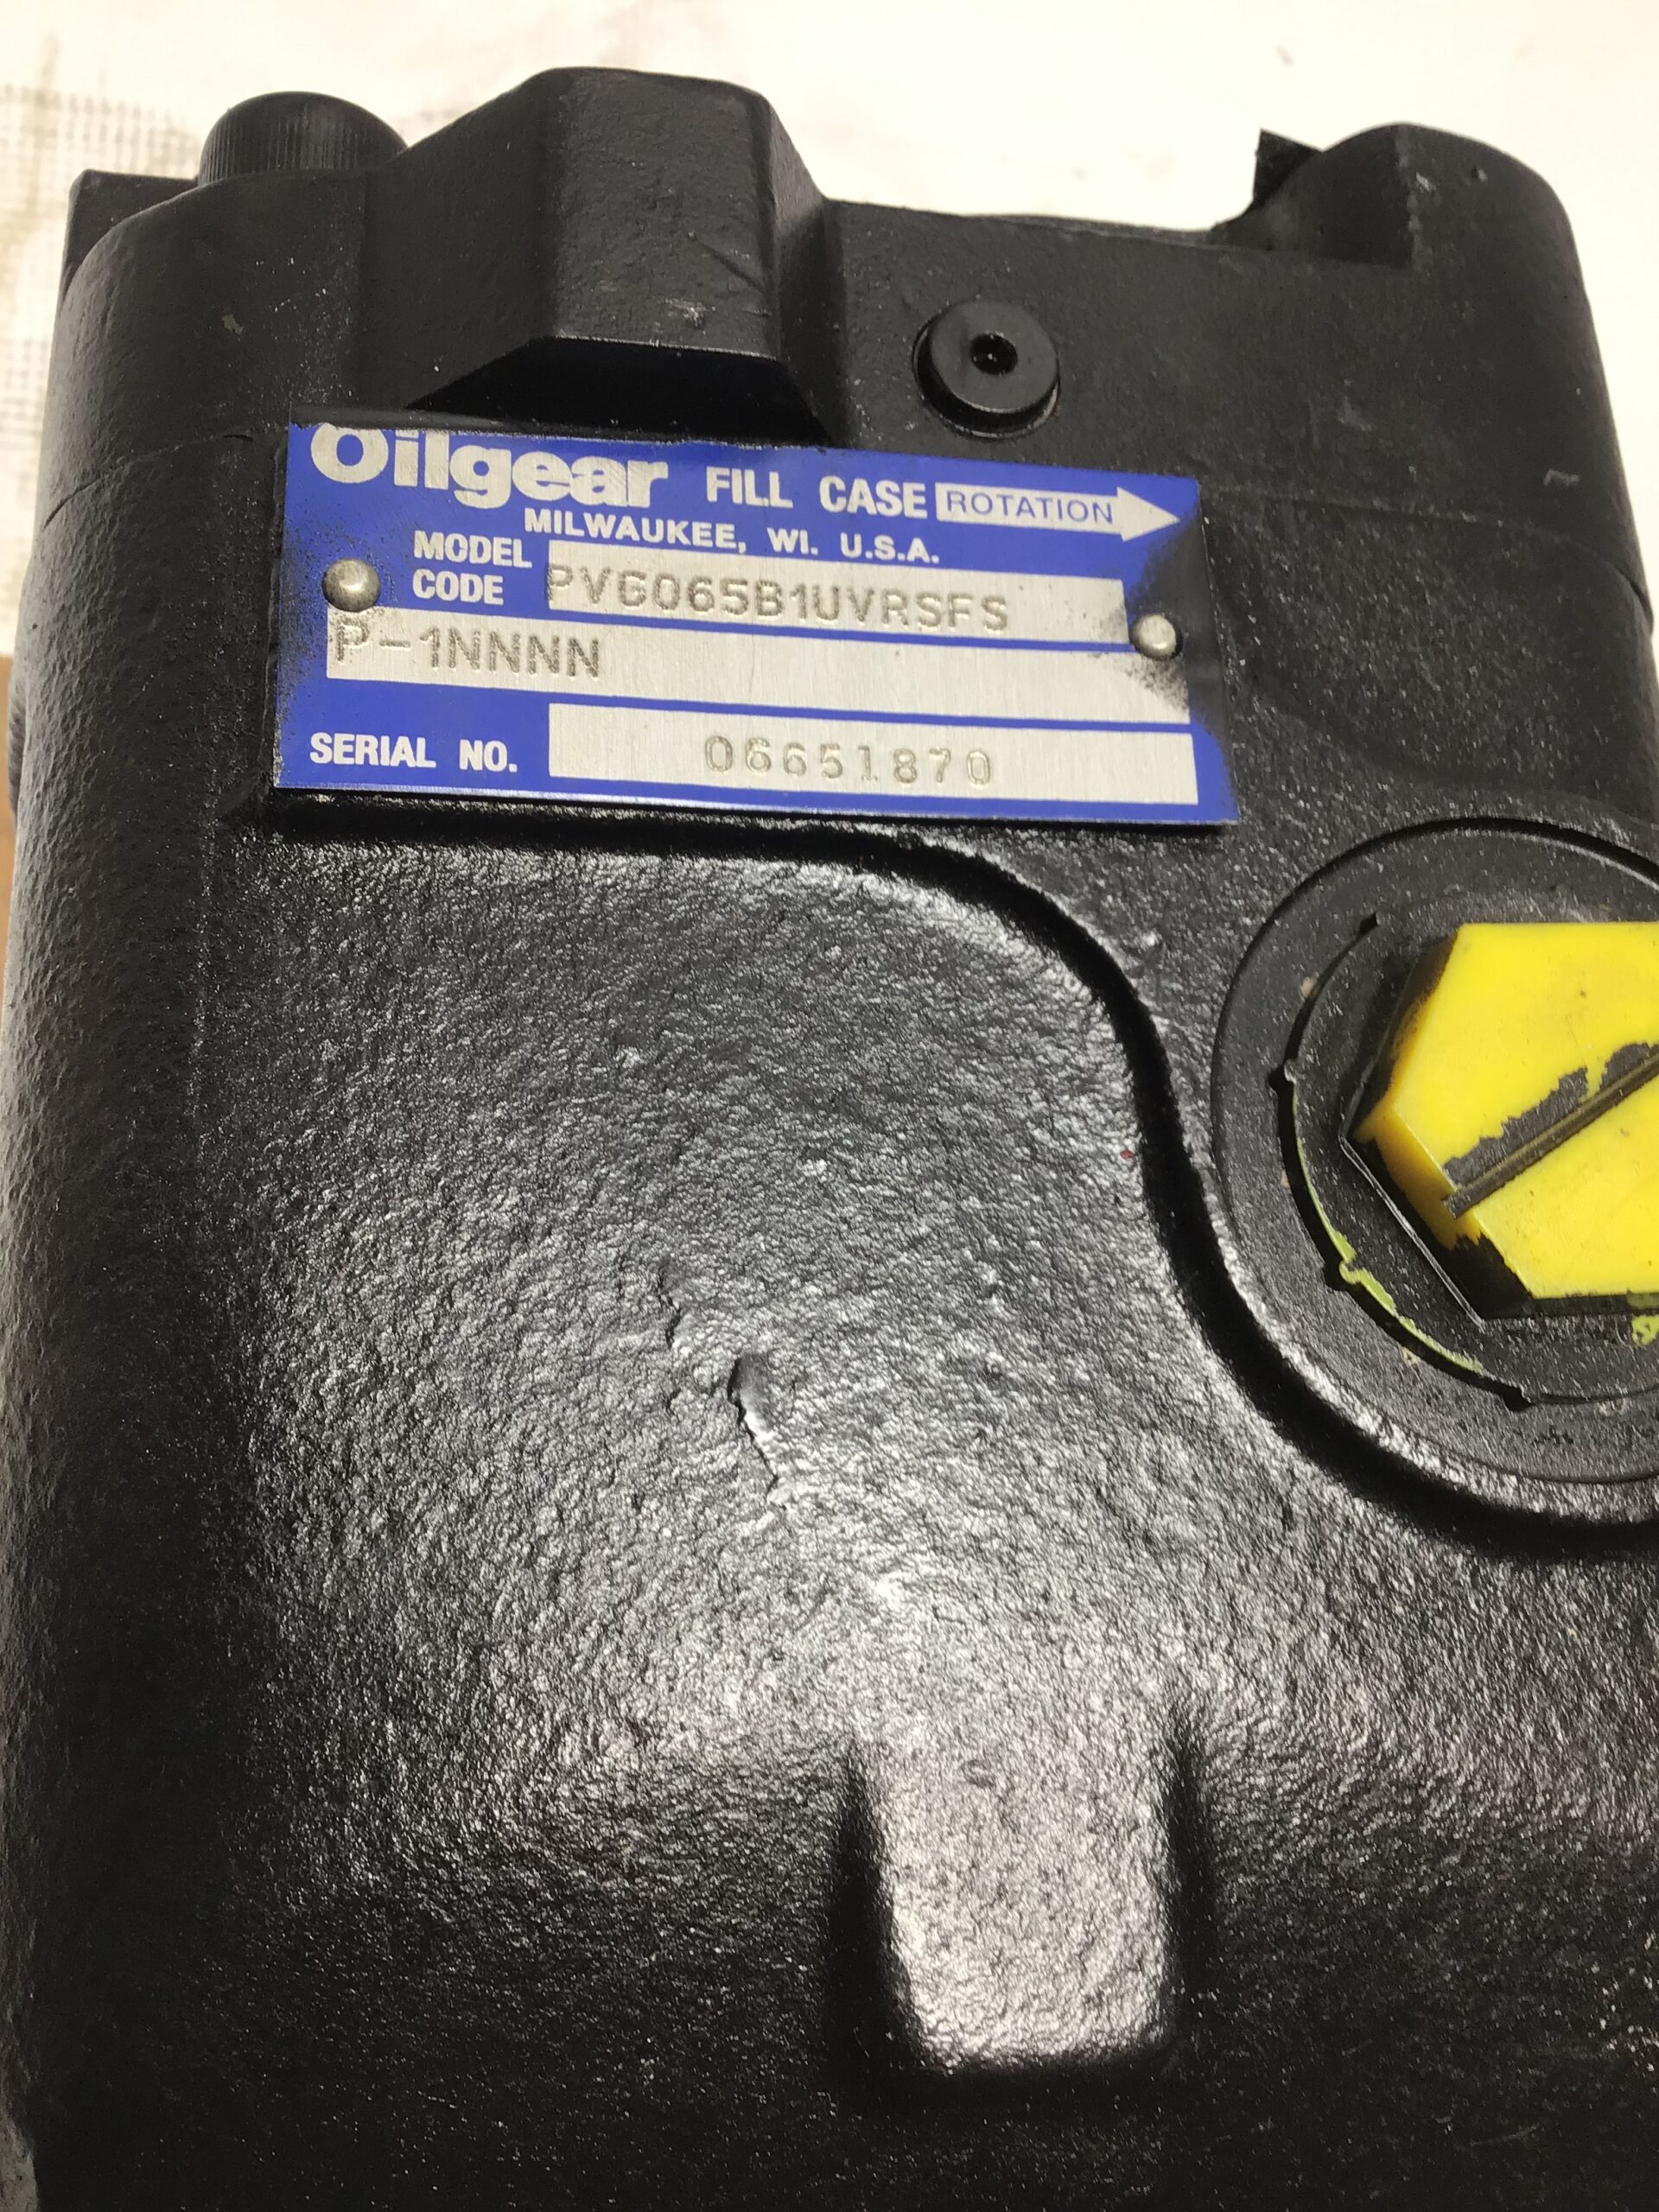 Oilgear FILL CASE ROTATION
MILWAUKEE, WI. U.S.A.
MODEL CODE PVG065B1UVRSFS
P-1NNNN
SERIAL NO. 06651870